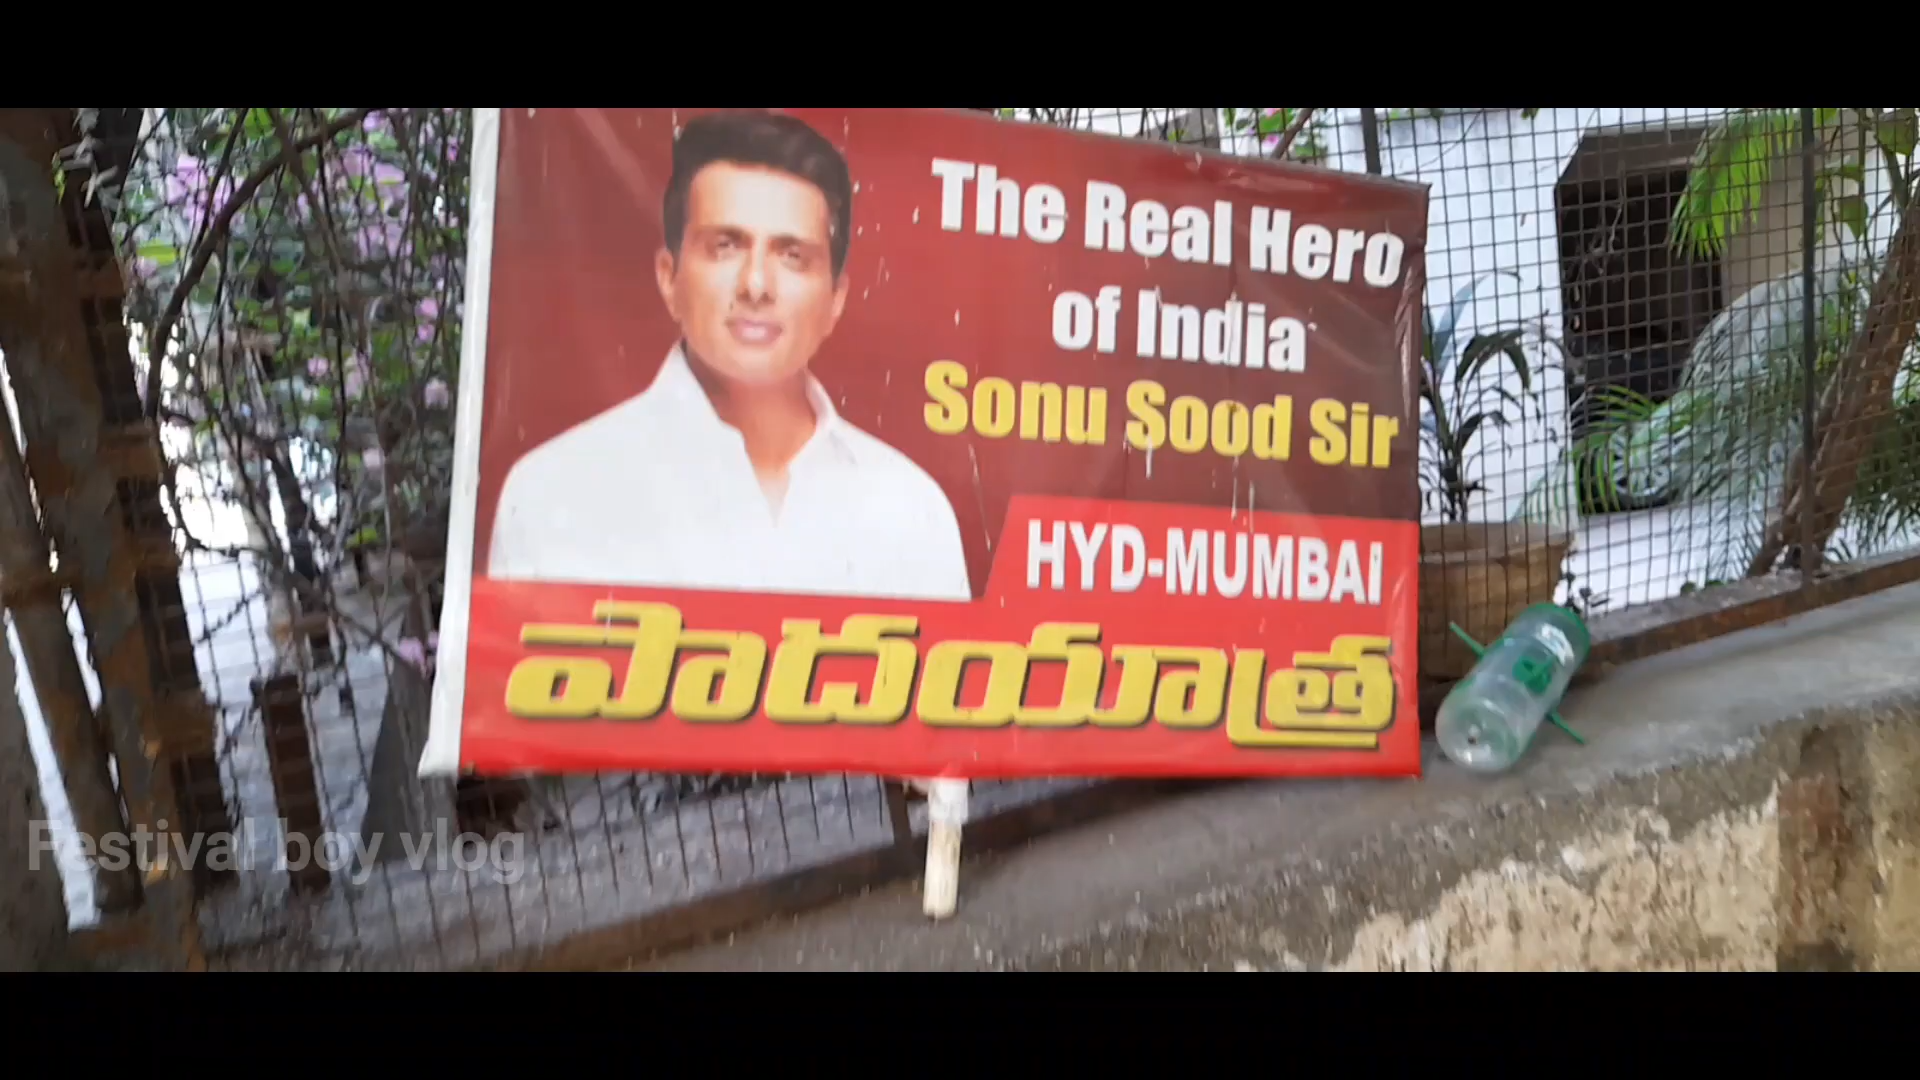 The Real Hero
of India
Sonu Sood Sir
HYD-MUMBAI
పాదయాత్ర
Festival boy vlog